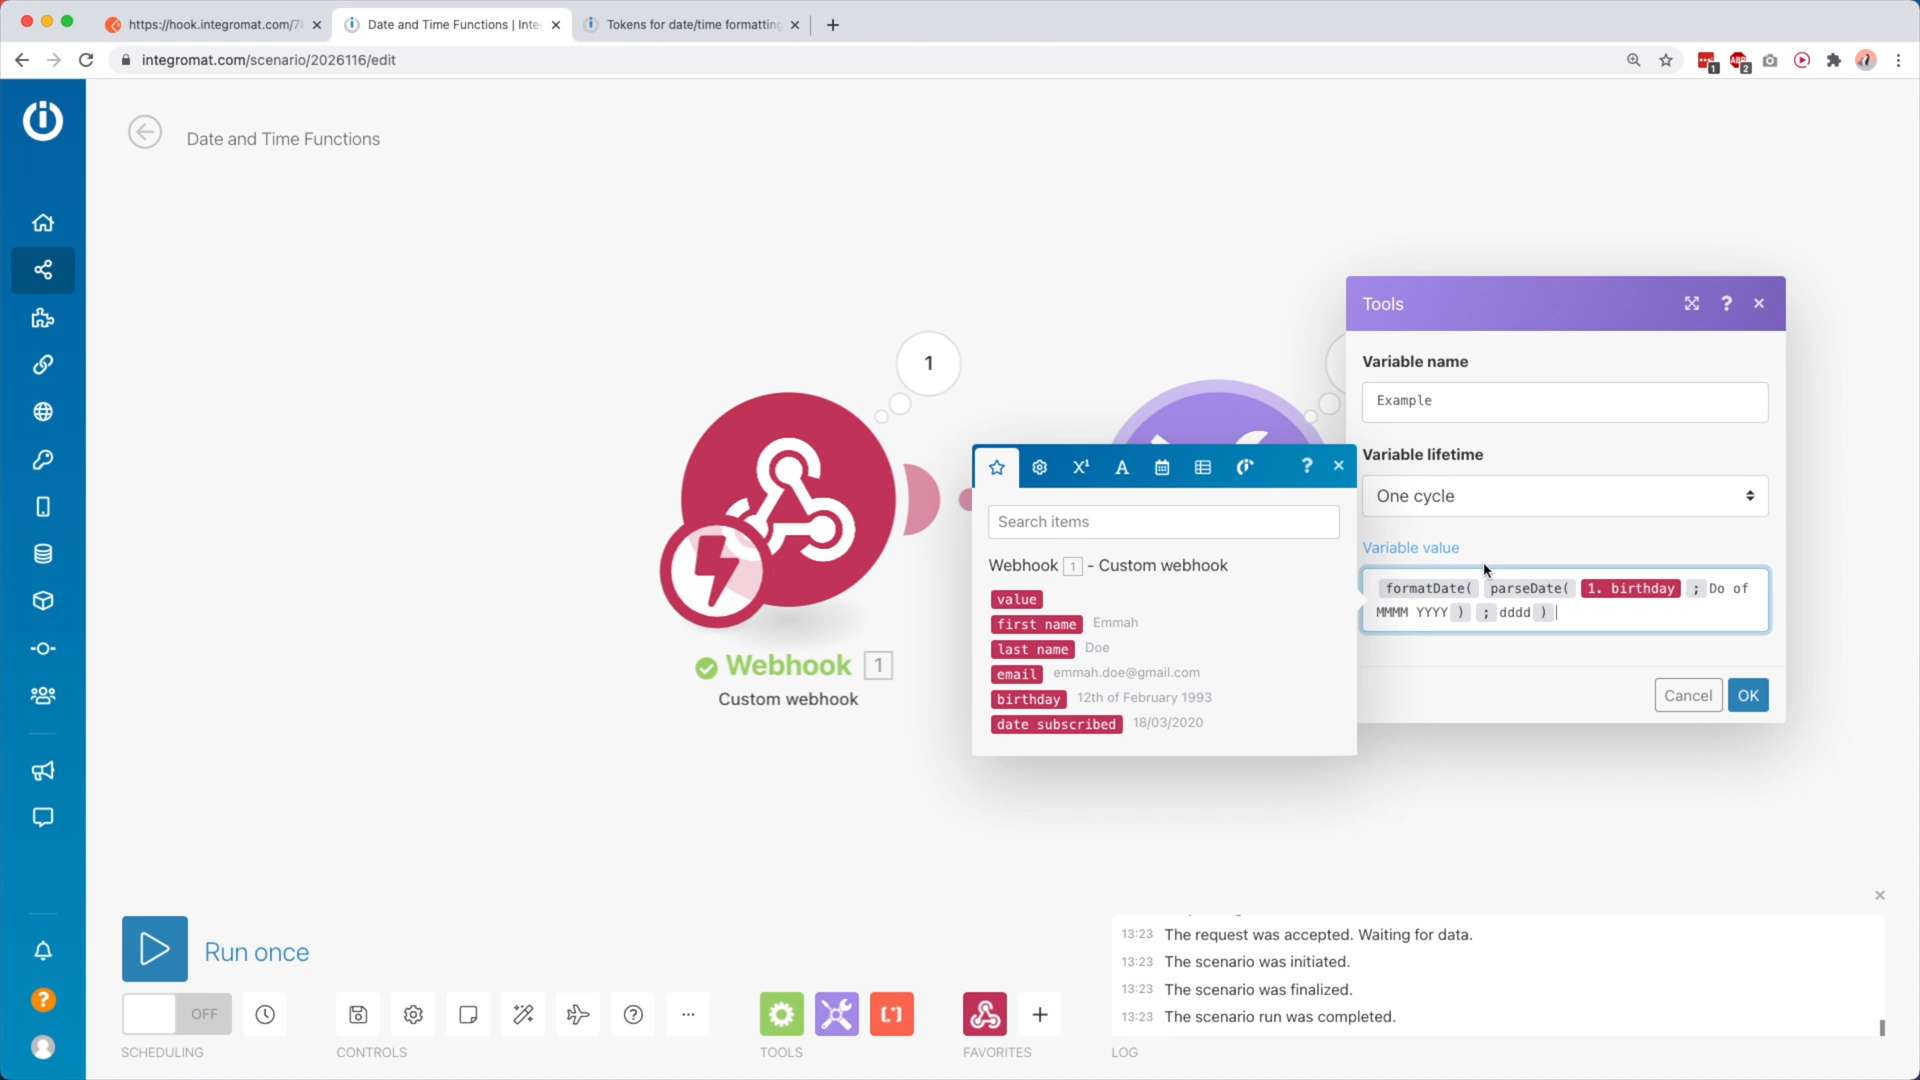 https://hook.integromat.com/7
Date and Time Functions | Inte
Tokens for date/time formatting
integromat.com/scenario/2026116/edit
1
2
Date and Time Functions
1
Tools
Variable name
Example
Variable lifetime
One cycle
Variable value
formatDate( parseDate( 1. birthday ; Do of
MMMM YYYY ) ; dddd )
Cancel
OK
X¹
A
?
Search items
Webhook 1 - Custom webhook
value
first name Emmah
last name Doe
email emmah.doe@gmail.com
birthday 12th of February 1993
date subscribed 18/03/2020
Webhook 1
Custom webhook
Run once
OFF
SCHEDULING
CONTROLS
TOOLS
FAVORITES
LOG
13:23 The request was accepted. Waiting for data.
13:23 The scenario was initiated.
13:23 The scenario was finalized.
13:23 The scenario run was completed.